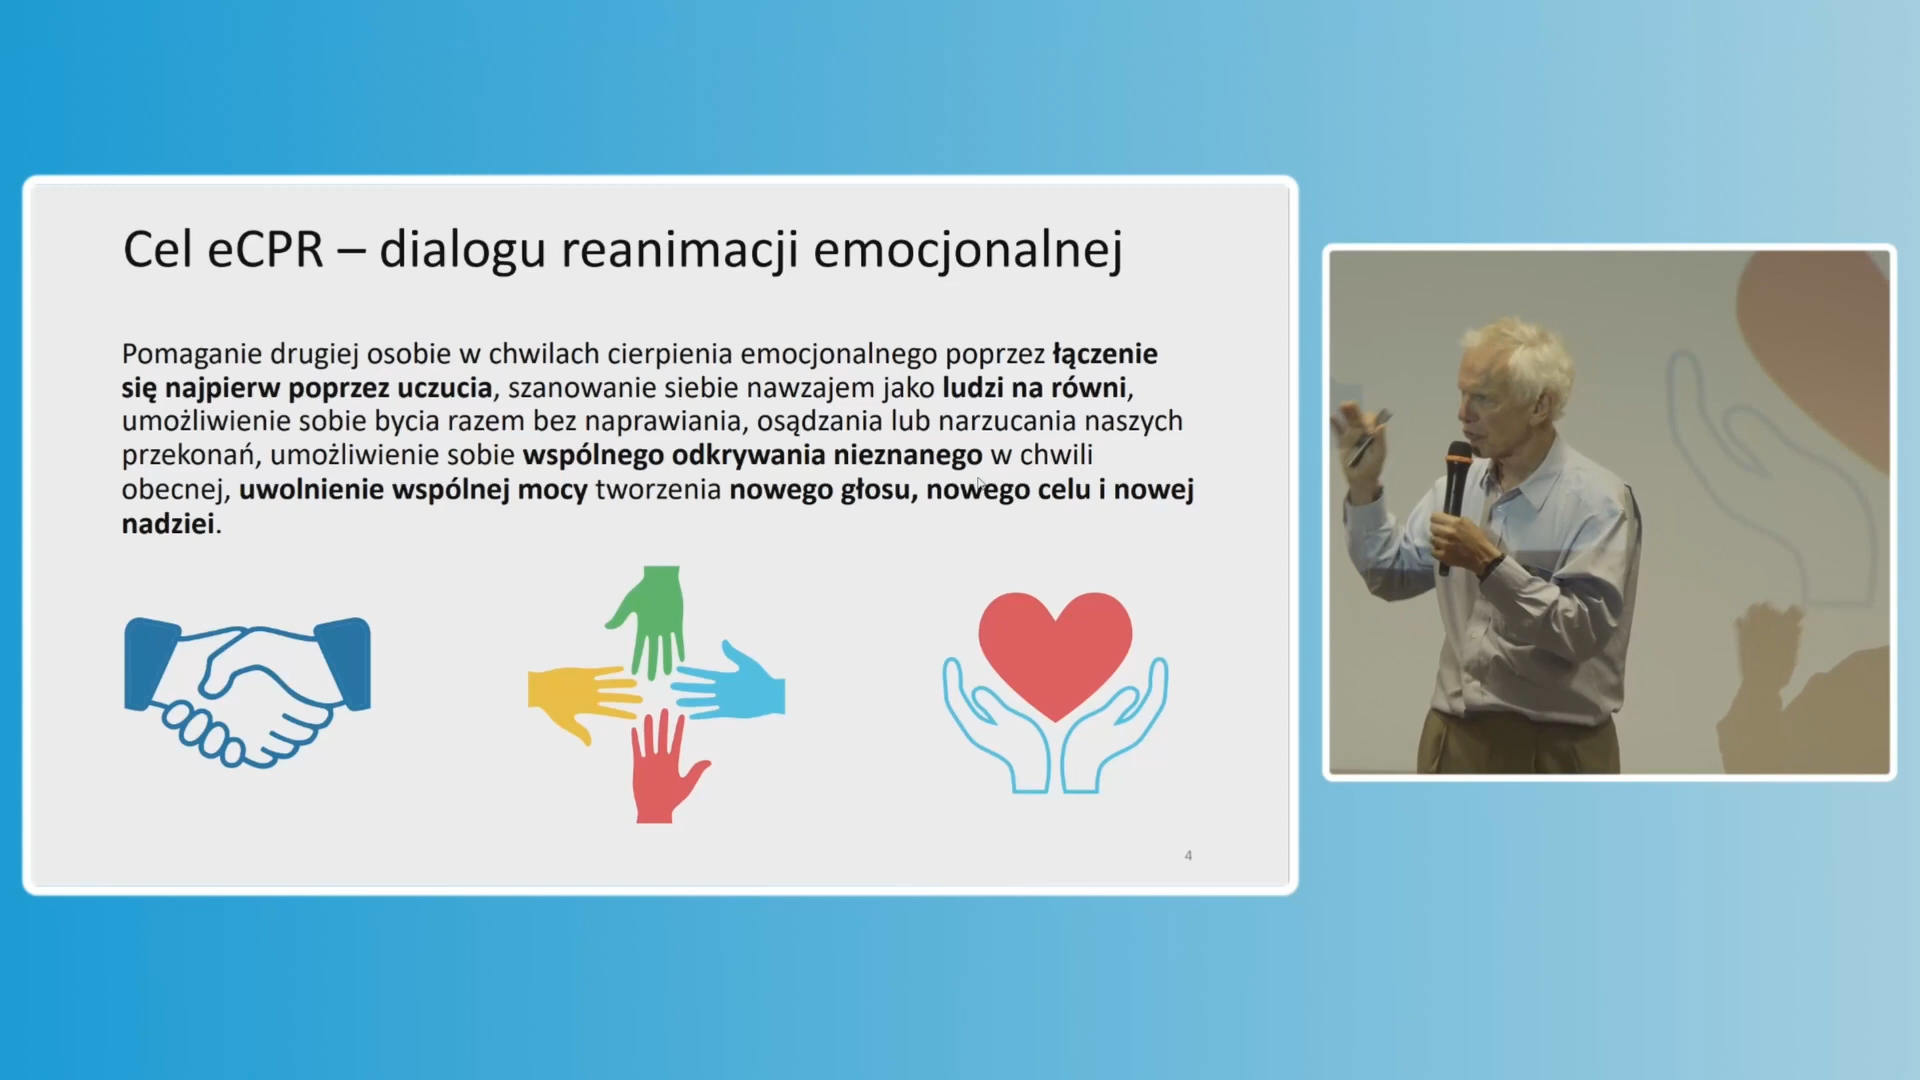 Cel eCPR – dialogu reanimacji emocjonalnej
Pomaganie drugiej osobie w chwilach cierpienia emocjonalnego poprzez łączenie
się najpierw poprzez uczucia, szanowanie siebie nawzajem jako ludzi na równi,
umożliwienie sobie bycia razem bez naprawiania, osądzania lub narzucania naszych
przekonań, umożliwienie sobie wspólnego odkrywania nieznanego w chwili
obecnej, uwolnienie wspólnej mocy tworzenia nowego głosu, nowego celu i nowej
nadziei.
4